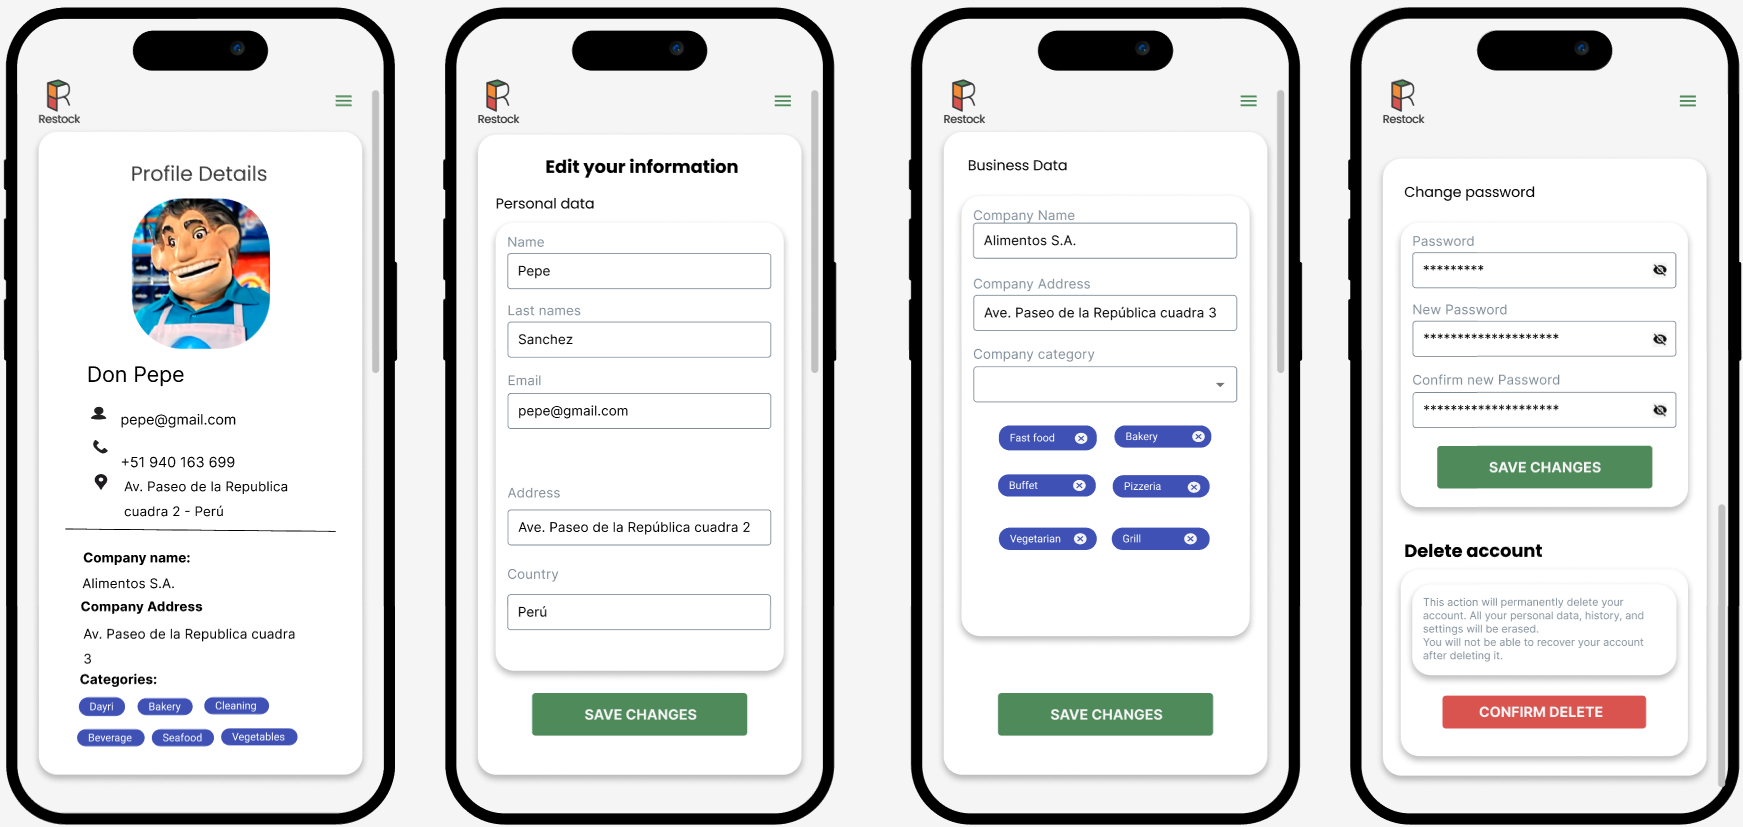 Restock
Profile Details
Don Pepe
pepe@gmail.com
+51 940 163 699
Av. Paseo de la Republica
cuadra 2 - Perú
Company name:
Alimentos S.A.
Company Address
Av. Paseo de la Republica cuadra
3
Categories:
Dayri Bakery Cleaning
Beverage Seafood Vegetables
Restock
Edit your information
Personal data
Name
Pepe
Last names
Sanchez
Email
pepe@gmail.com
Address
Ave. Paseo de la República cuadra 2
Country
Perú
SAVE CHANGES
Restock
Business Data
Company Name
Alimentos S.A.
Company Address
Ave. Paseo de la República cuadra 3
Company category
Fast food Bakery
Buffet Pizzeria
Vegetarian Grill
SAVE CHANGES
Restock
Change password
Password
*********
New Password
********************
Confirm new Password
********************
SAVE CHANGES
Delete account
This action will permanently delete your
account. All your personal data, history, and
settings will be erased.
You will not be able to recover your account
after deleting it.
CONFIRM DELETE